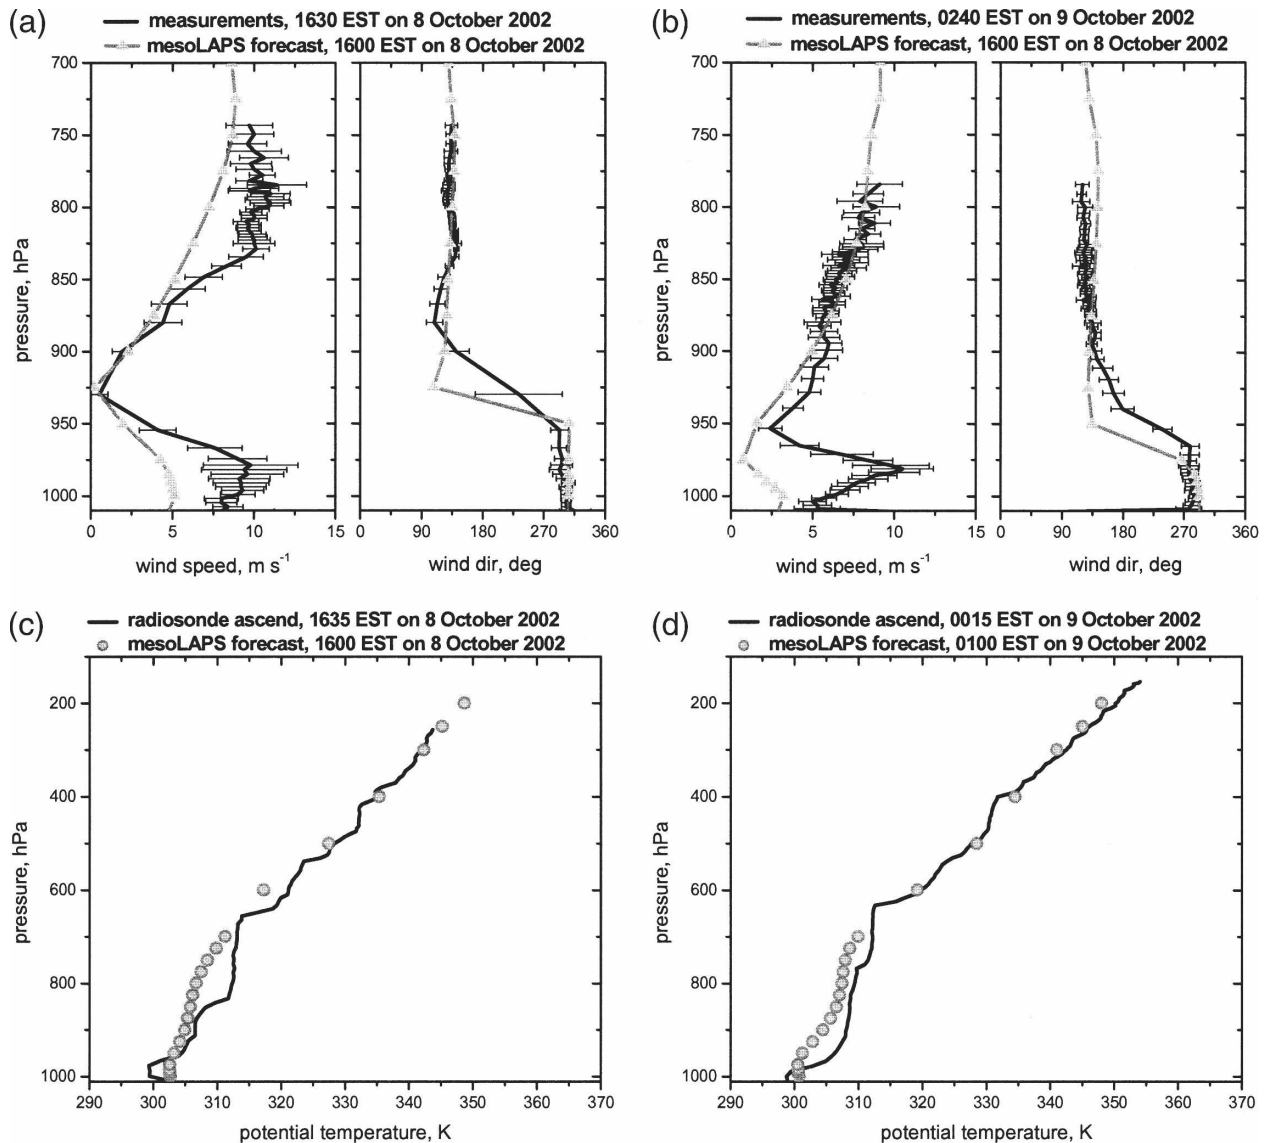 (a)
measurements, 1630 EST on 8 October 2002
mesoLAPS forecast, 1600 EST on 8 October 2002
700
750
800
850
900
950
1000
pressure, hPa
0 5 10 15
wind speed, m s⁻¹
0 90 180 270 360
wind dir, deg
(b)
measurements, 0240 EST on 9 October 2002
mesoLAPS forecast, 1600 EST on 8 October 2002
700
750
800
850
900
950
1000
pressure, hPa
0 5 10 15
wind speed, m s⁻¹
0 90 180 270 360
wind dir, deg
(c)
radiosonde ascend, 1635 EST on 8 October 2002
mesoLAPS forecast, 1600 EST on 8 October 2002
200
400
600
800
1000
pressure, hPa
290 300 310 320 330 340 350 360 370
potential temperature, K
(d)
radiosonde ascend, 0015 EST on 9 October 2002
mesoLAPS forecast, 0100 EST on 9 October 2002
200
400
600
800
1000
pressure, hPa
290 300 310 320 330 340 350 360 370
potential temperature, K